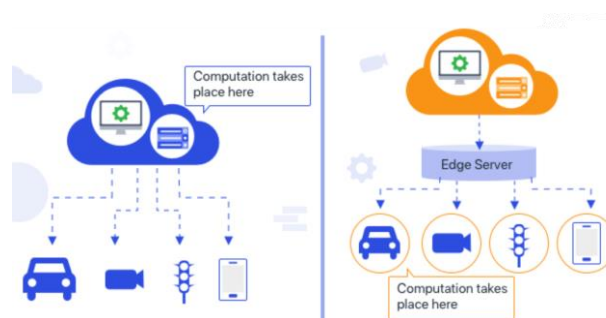 Computation takes
place here
Edge Server
Computation takes
place here